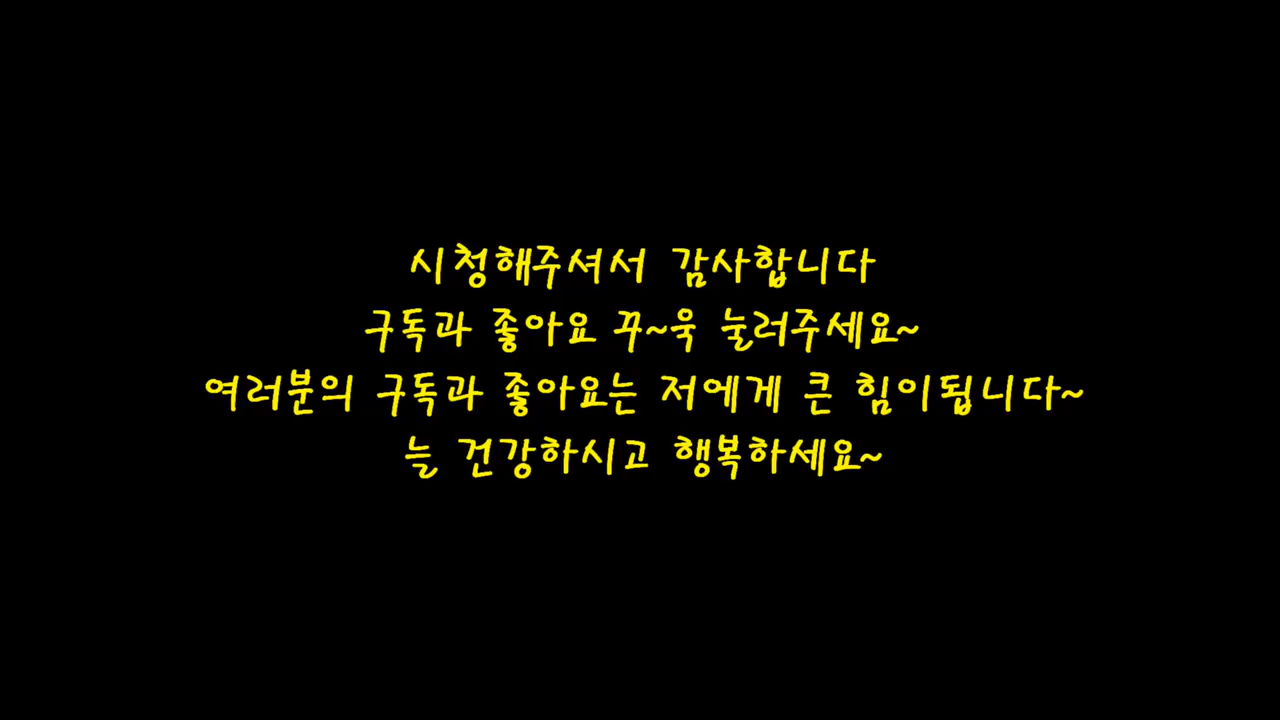 시청해주셔서 감사합니다
구독과 좋아요 꾸~욱 눌러주세요~
여러분의 구독과 좋아요는 저에게 큰 힘이됩니다~
늘 건강하시고 행복하세요~